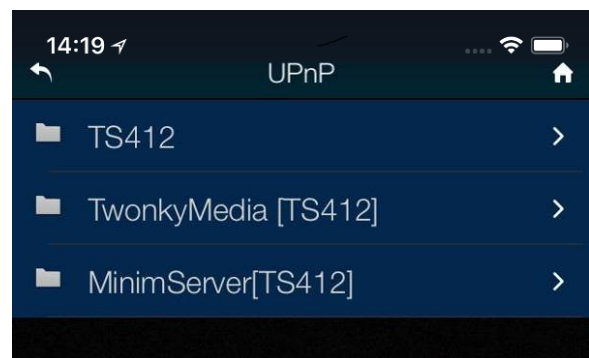 14:19
UPnP
TS412
TwonkyMedia [TS412]
MinimServer[TS412]